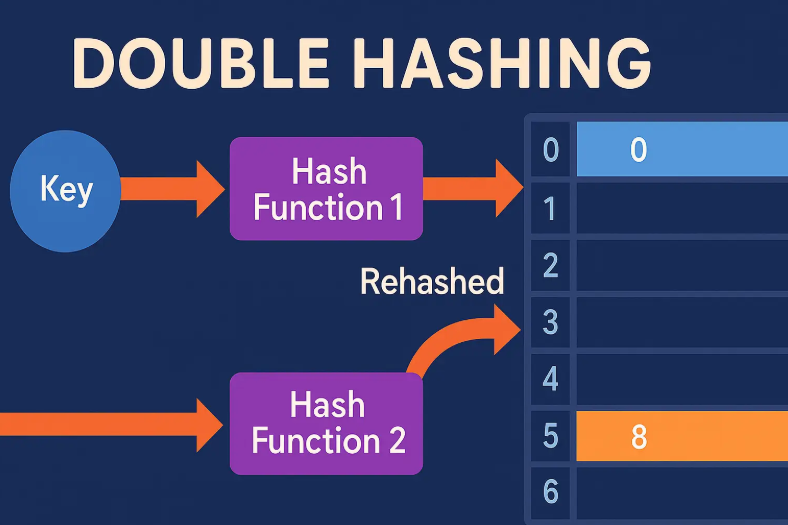 DOUBLE HASHING
Key
Hash
Function 1
Rehashed
Hash
Function 2
0 0
1
2
3
4
5 8
6